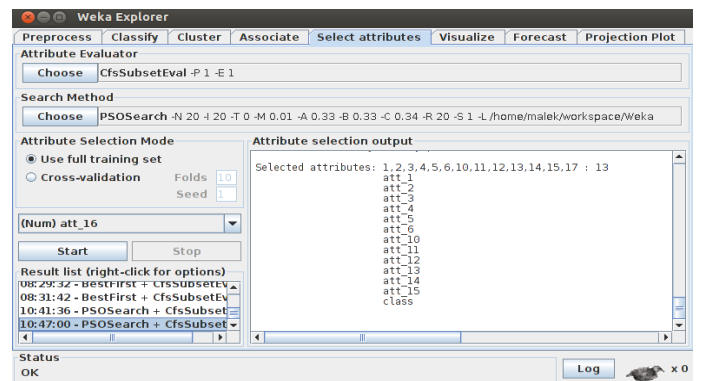 Weka Explorer
Preprocess Classify Cluster Associate Select attributes Visualize Forecast Projection Plot
Attribute Evaluator
Choose CfsSubsetEval -P 1 -E 1
Search Method
Choose PSOSearch -N 20 -I 20 -T 0 -M 0.01 -A 0.33 -B 0.33 -C 0.34 -R 20 -S 1 -L /home/malek/workspace/Weka
Attribute Selection Mode
Use full training set
Cross-validation Folds 10
Seed 1
(Num) att_16
Start Stop
Result list (right-click for options)
08:29:32 - BestFirst + CfsSubsetEv
08:31:42 - BestFirst + CfsSubsetEv
10:41:36 - PSOSearch + CfsSubset
10:47:00 - PSOSearch + CfsSubset
Attribute selection output
Selected attributes: 1,2,3,4,5,6,10,11,12,13,14,15,17 : 13
att_1
att_2
att_3
att_4
att_5
att_6
att_10
att_11
att_12
att_13
att_14
att_15
class
Status
OK
Log x 0